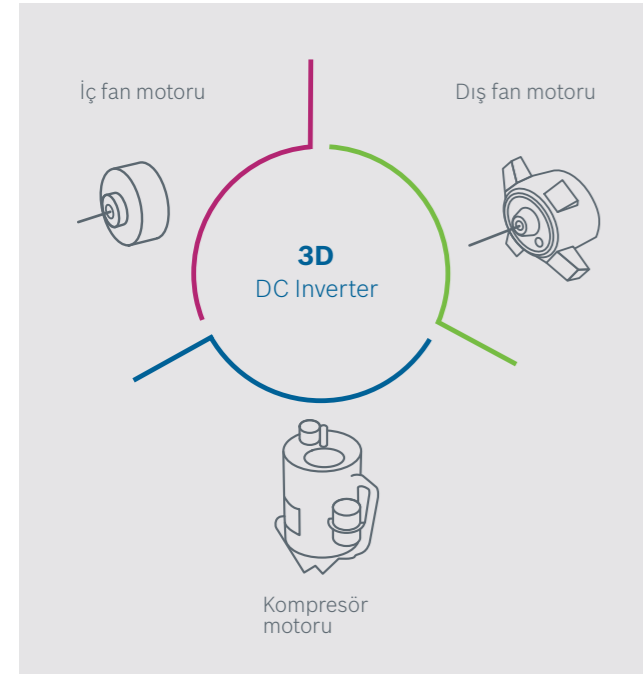 İç fan motoru
Dış fan motoru
3D
DC Inverter
Kompresör
motoru